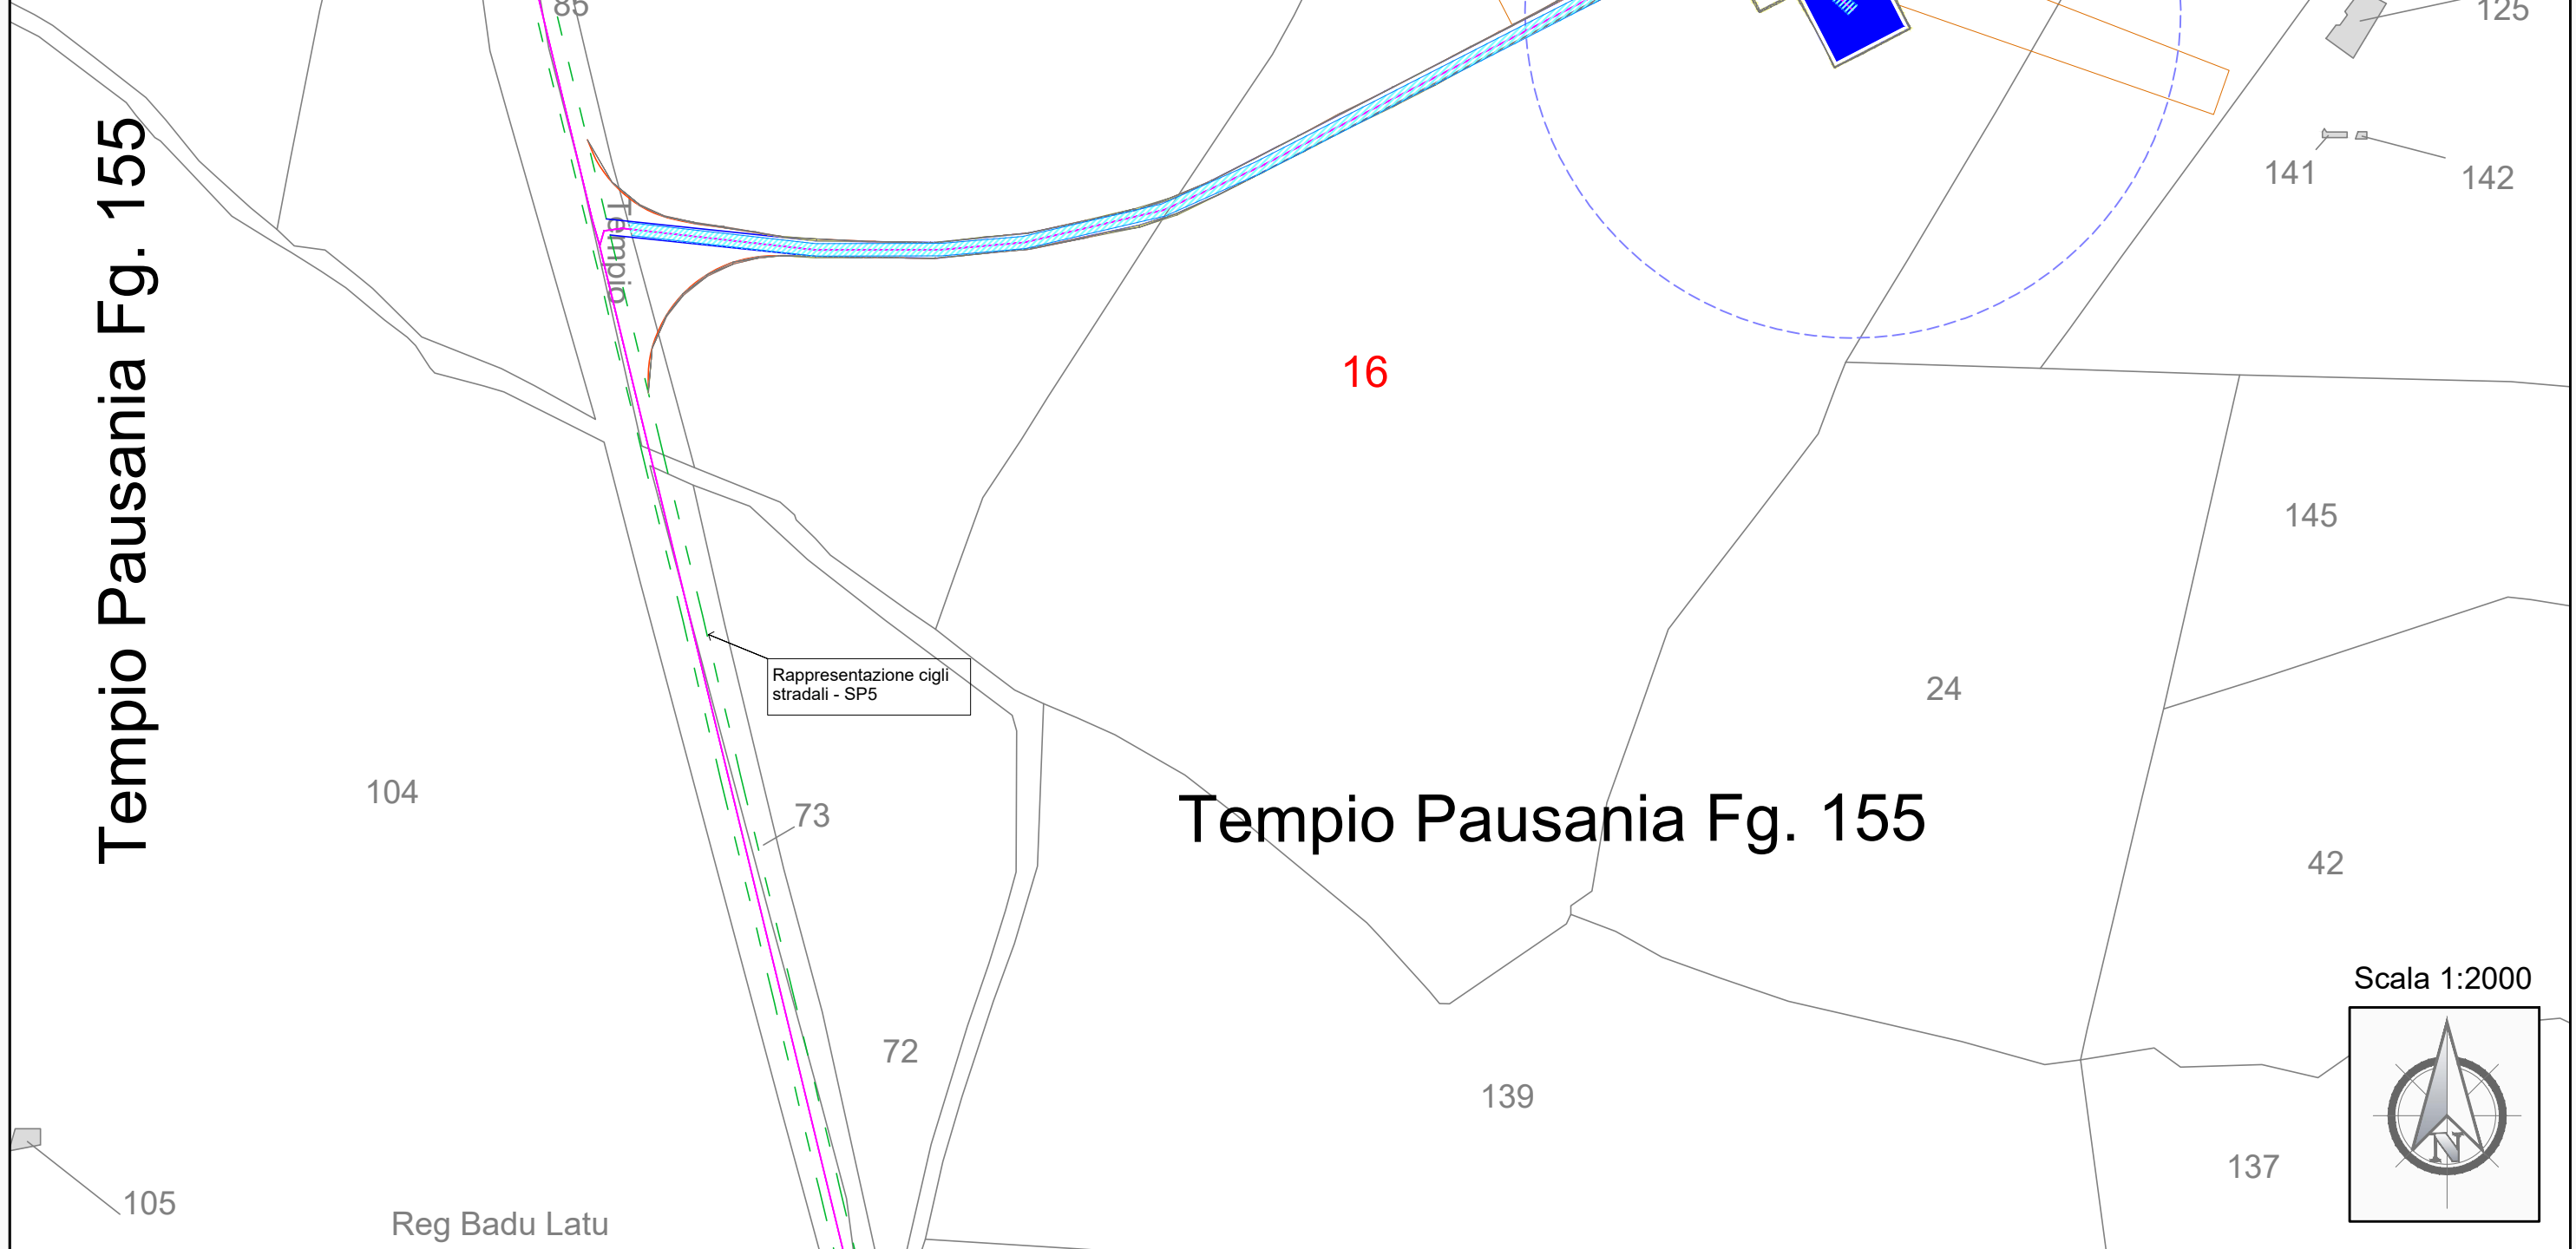 85
125
Tempio Pausania Fg. 155
141
142
Tempio
16
145
Rappresentazione cigli
stradali - SP5
24
104
73
Tempio Pausania Fg. 155
42
Scala 1:2000
72
139
N
137
105
Reg Badu Latu